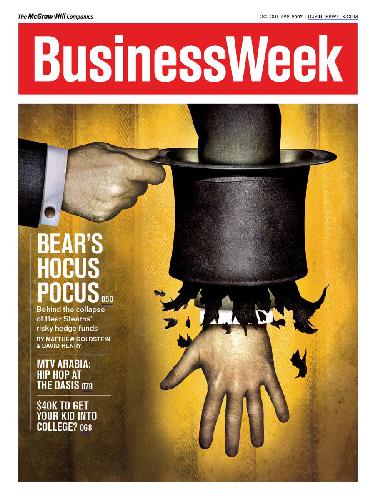 The McGraw-Hill Companies
BusinessWeek
BEAR'S
HOCUS
POCUS 050
Behind the collapse
of Bear Stearns'
risky hedge funds
BY MATTHEW GOLDSTEIN
& DAVID HENRY
MTV ARABIA:
HIP HOP AT
THE OASIS 079
$40K TO GET
YOUR KID INTO
COLLEGE? 068